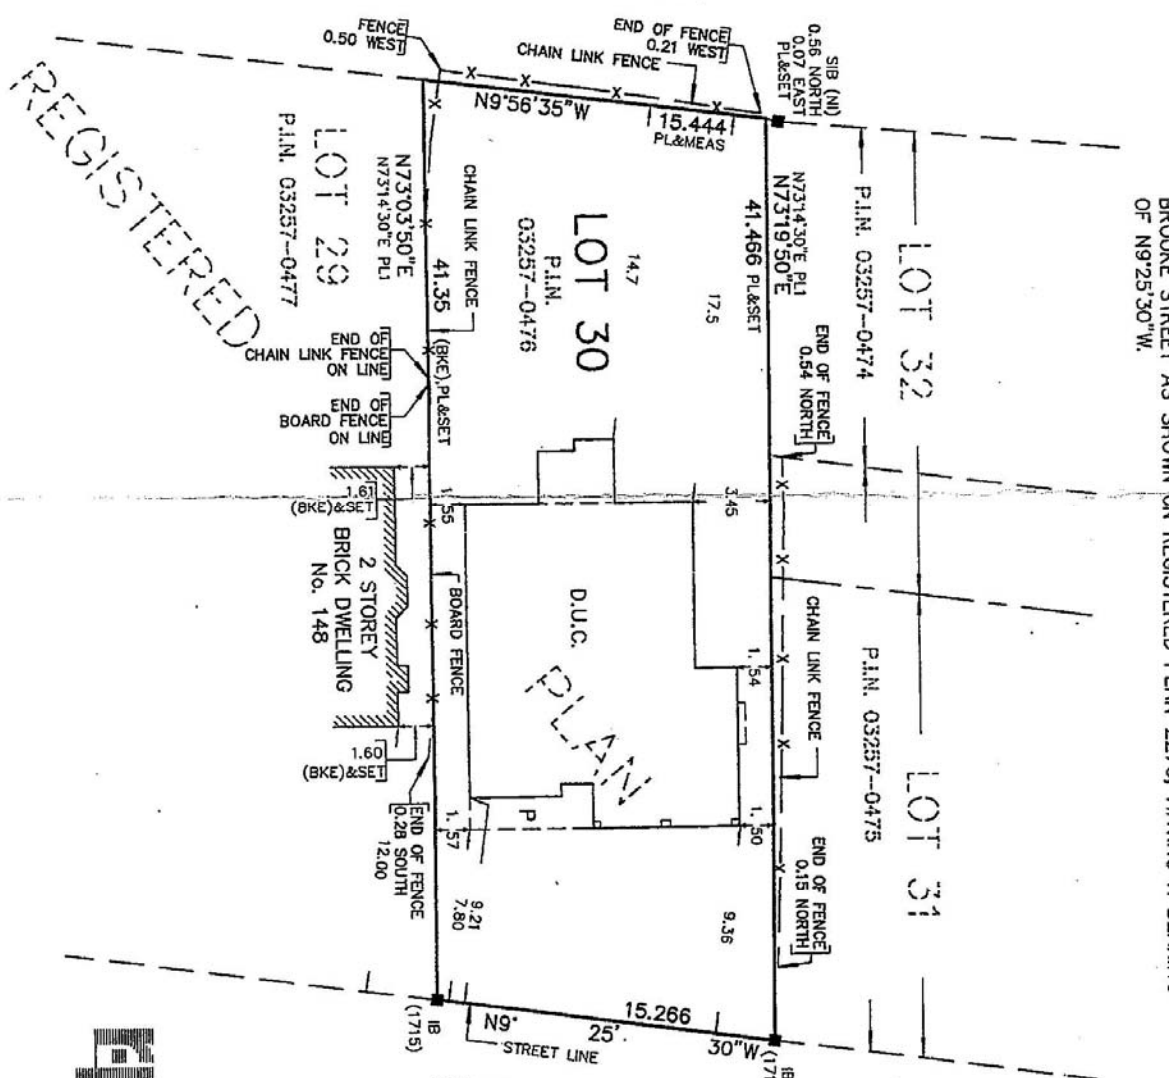 OF N9°25'30"W.
SIB (NI)
0.56 NORTH
0.07 EAST
PL&SET
END OF FENCE
0.21 WEST
CHAIN LINK FENCE
FENCE
0.50 WEST
N9°56'35"W
15.444
PL&MEAS
LOT 32
P.I.N. 03257-0474
LOT 31
P.I.N. 03257-0475
N73°14'30"E PL1
N73°19'50"E
41.466 PL&SET
END OF FENCE
0.54 NORTH
CHAIN LINK FENCE
END OF FENCE
0.15 NORTH
17.5
14.7
LOT 30
P.I.N.
03257-0476
CHAIN LINK FENCE
41.35
(BKE),PL&SET
N73°03'50"E
N73°14'30"E PL1
LOT 29
P.I.N. 03257-0477
REGISTERED
PLAN
END OF
CHAIN LINK FENCE
ON LINE
END OF
BOARD FENCE
ON LINE
1.61
(BKE)&SET
1.55
3.45
D.U.C.
1.54
1.50
BOARD FENCE
2 STOREY
BRICK DWELLING
No. 148
1.60
(BKE)&SET
END OF FENCE
0.28 SOUTH
12.00
1.57
P
9.21
7.80
9.36
IB
(1715)
N9°
25'
30"W
15.266
STREET LINE
IB